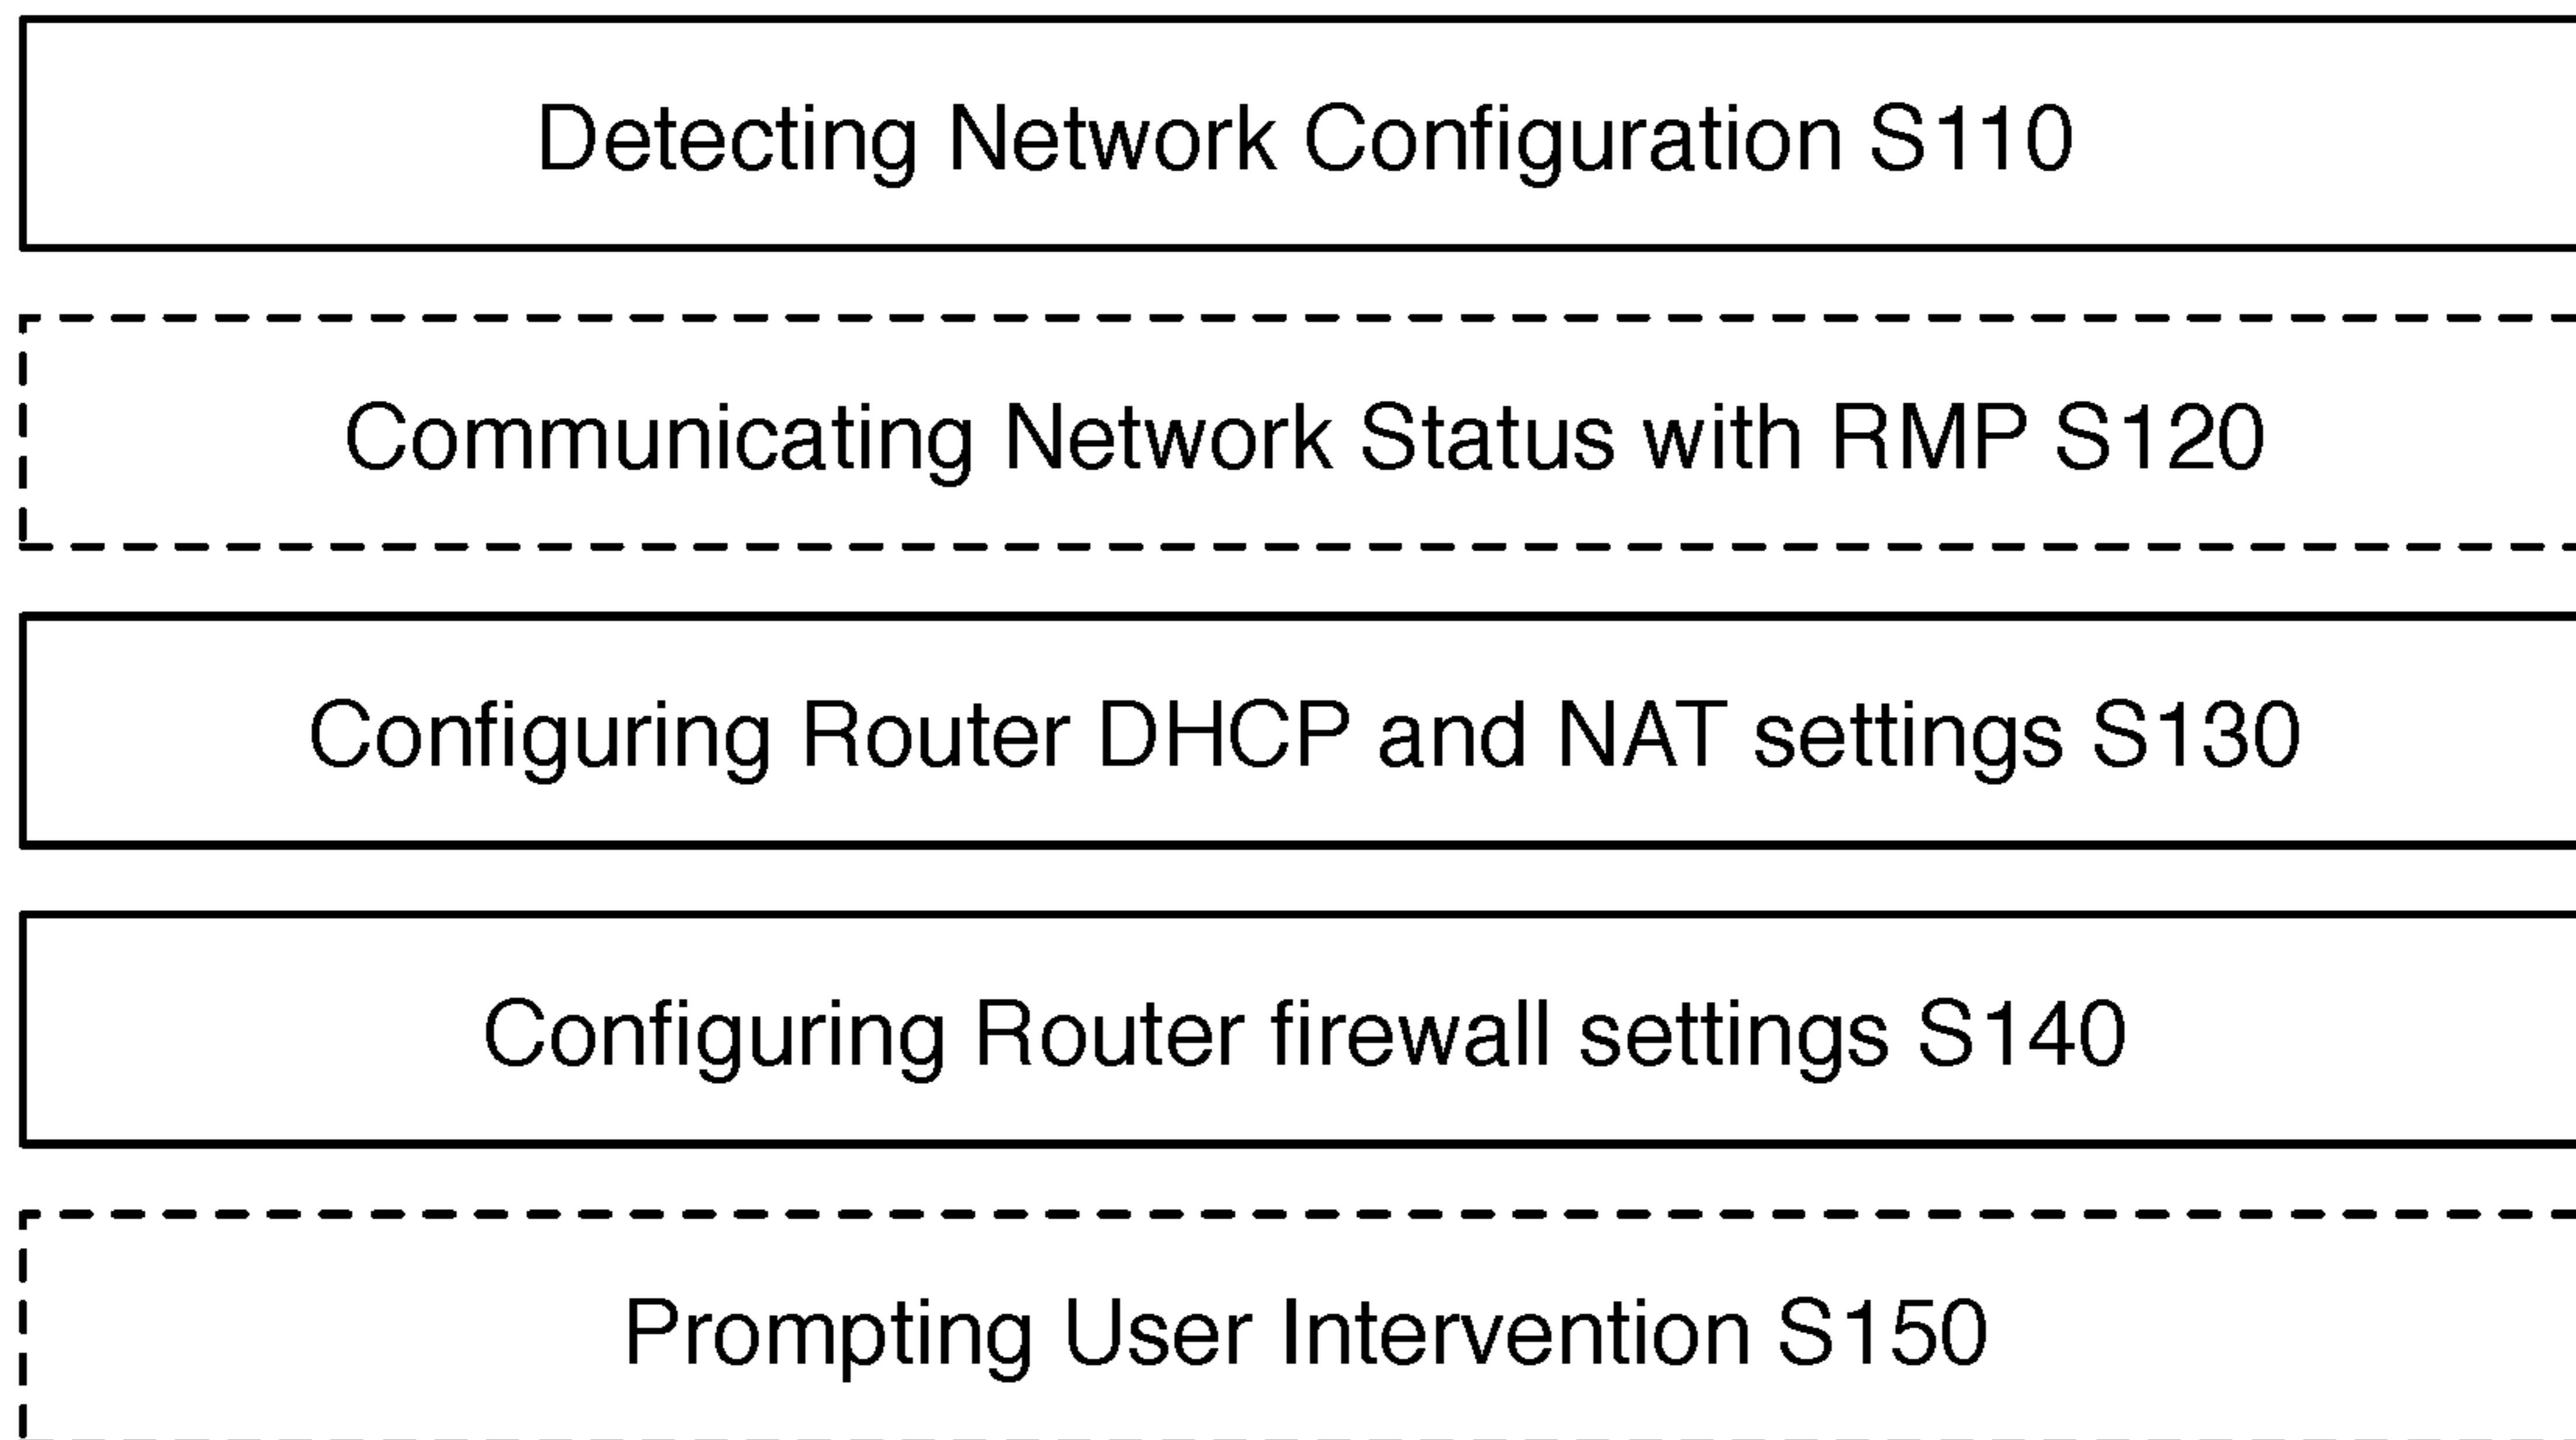 Detecting Network Configuration S110
Communicating Network Status with RMP S120
Configuring Router DHCP and NAT settings S130
Configuring Router firewall settings S140
Prompting User Intervention S150